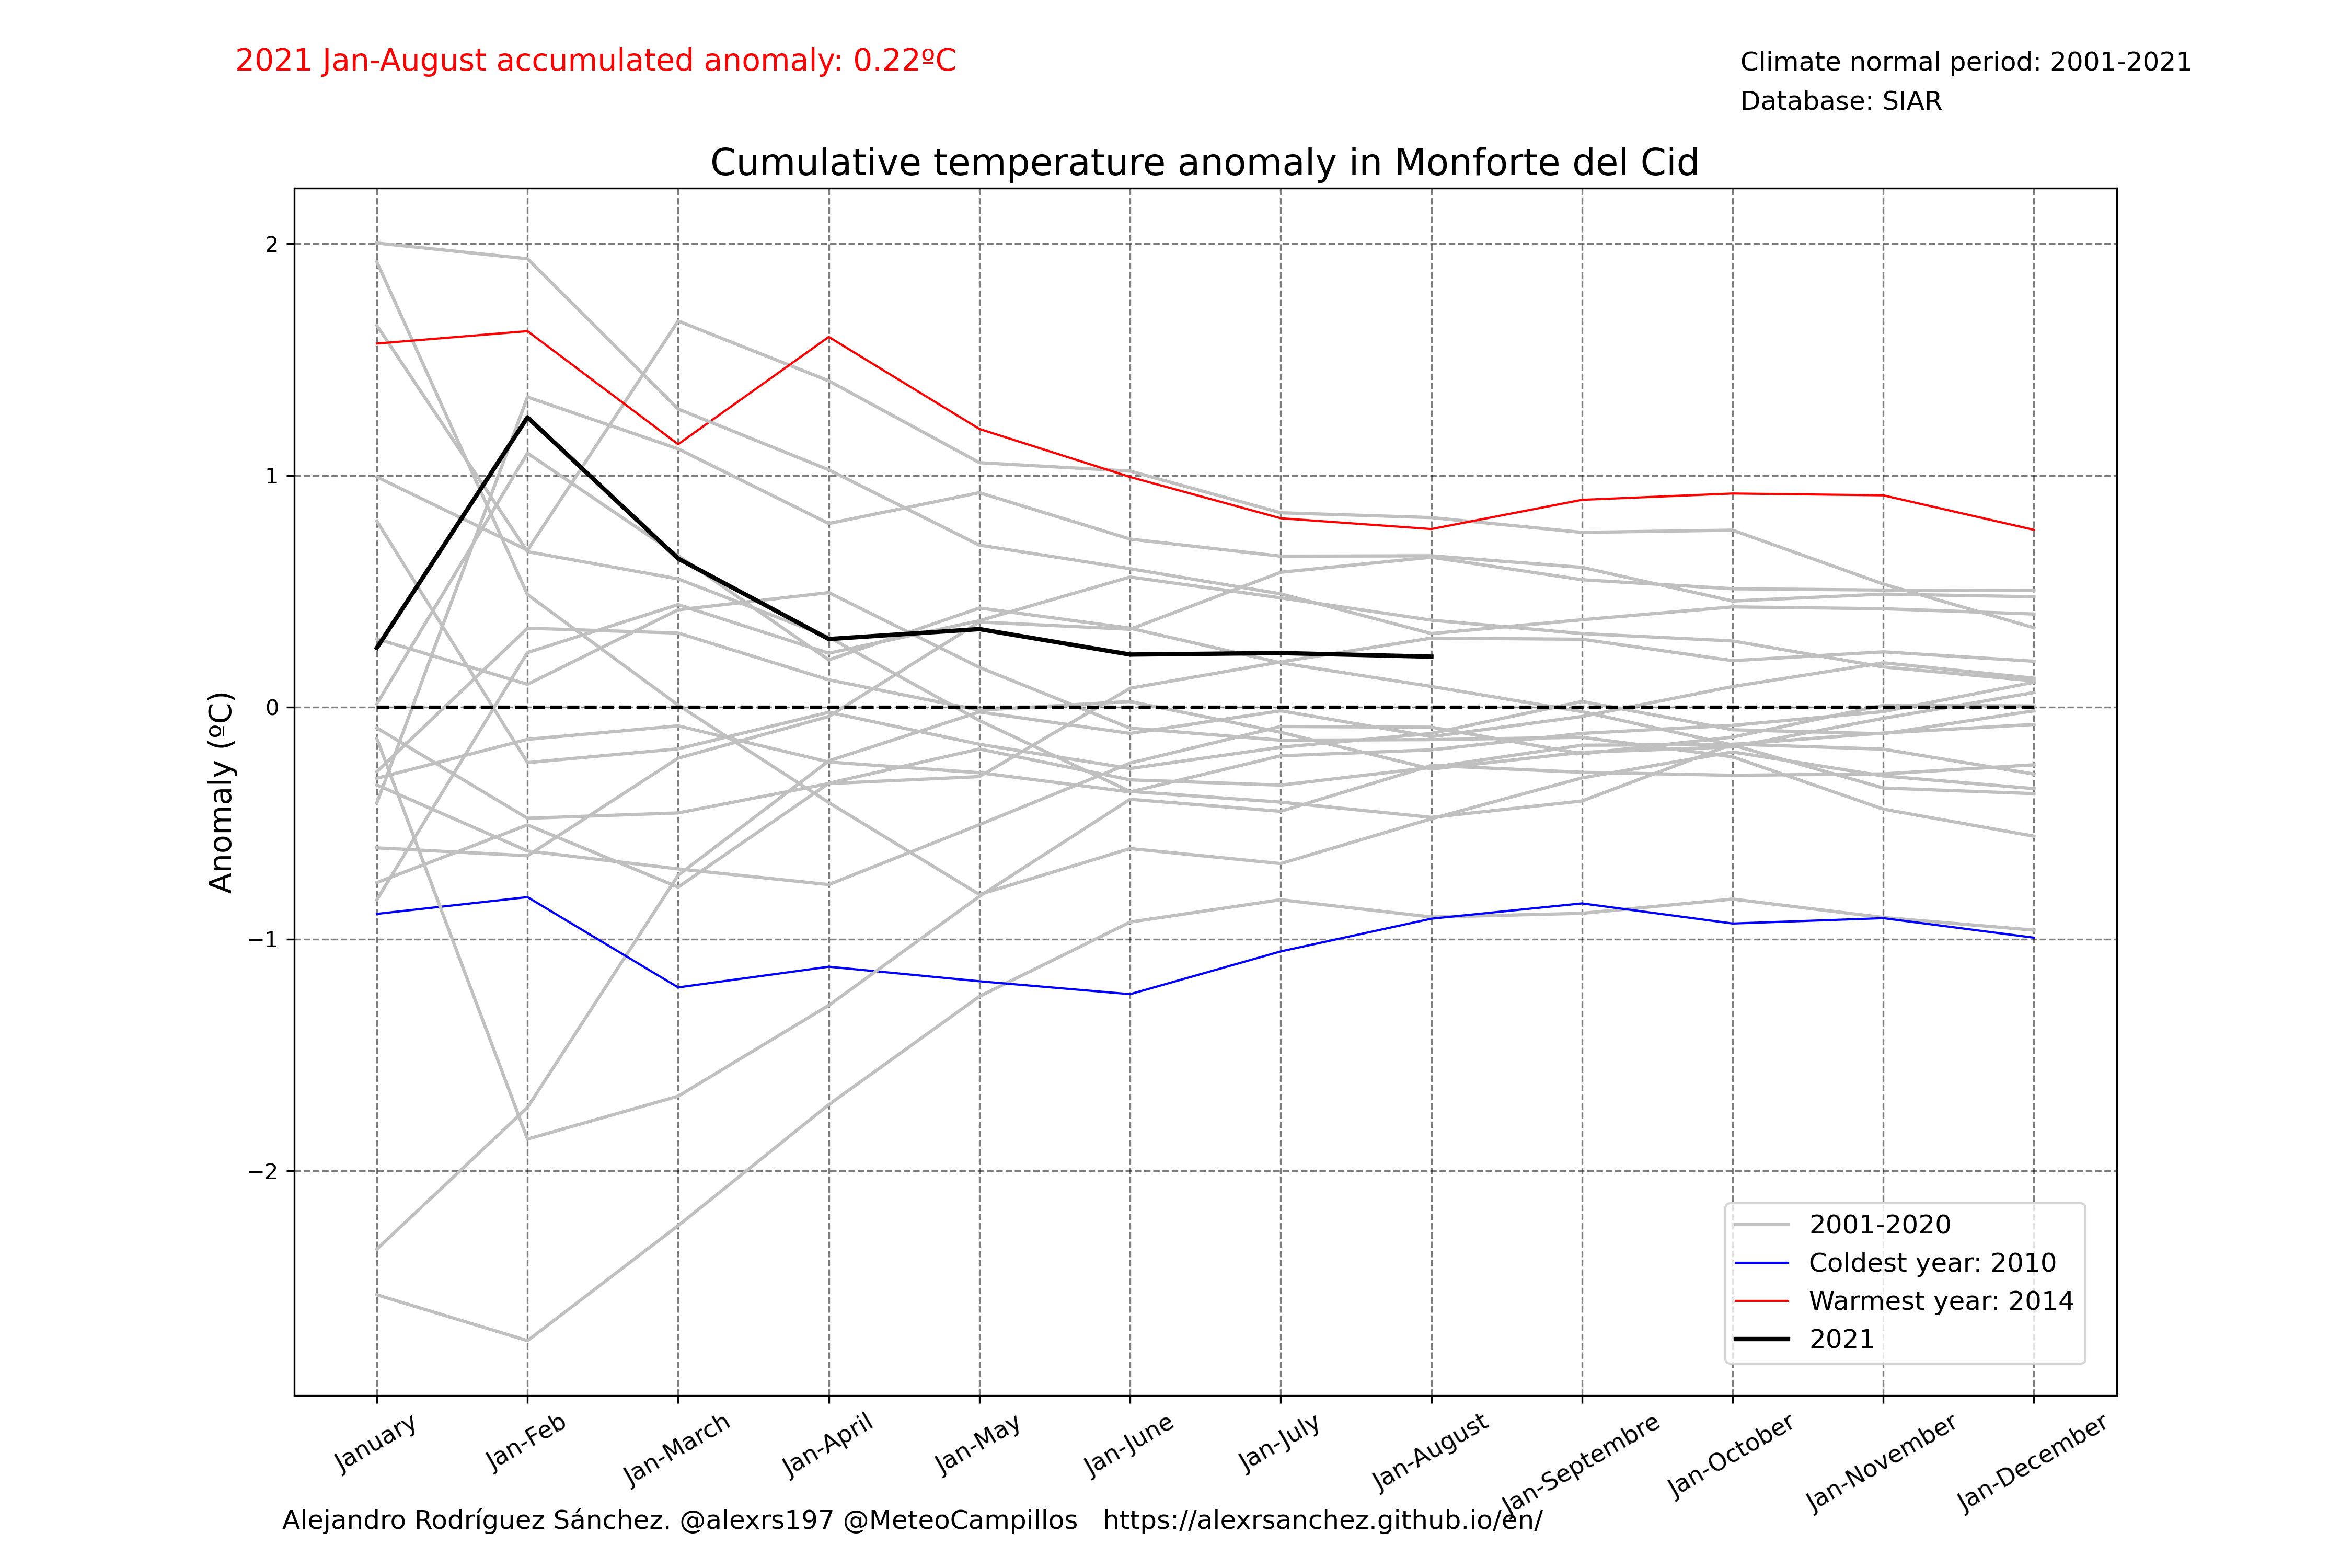 2021 Jan-August accumulated anomaly: 0.22ºC
Climate normal period: 2001-2021
Database: SIAR
Cumulative temperature anomaly in Monforte del Cid
Anomaly (ºC)
2
1
0
−1
−2
2001-2020
Coldest year: 2010
Warmest year: 2014
2021
January
Jan-Feb
Jan-March
Jan-April
Jan-May
Jan-June
Jan-July
Jan-August
Jan-Septembre
Jan-October
Jan-November
Jan-December
Alejandro Rodríguez Sánchez. @alexrs197 @MeteoCampillos https://alexrsanchez.github.io/en/